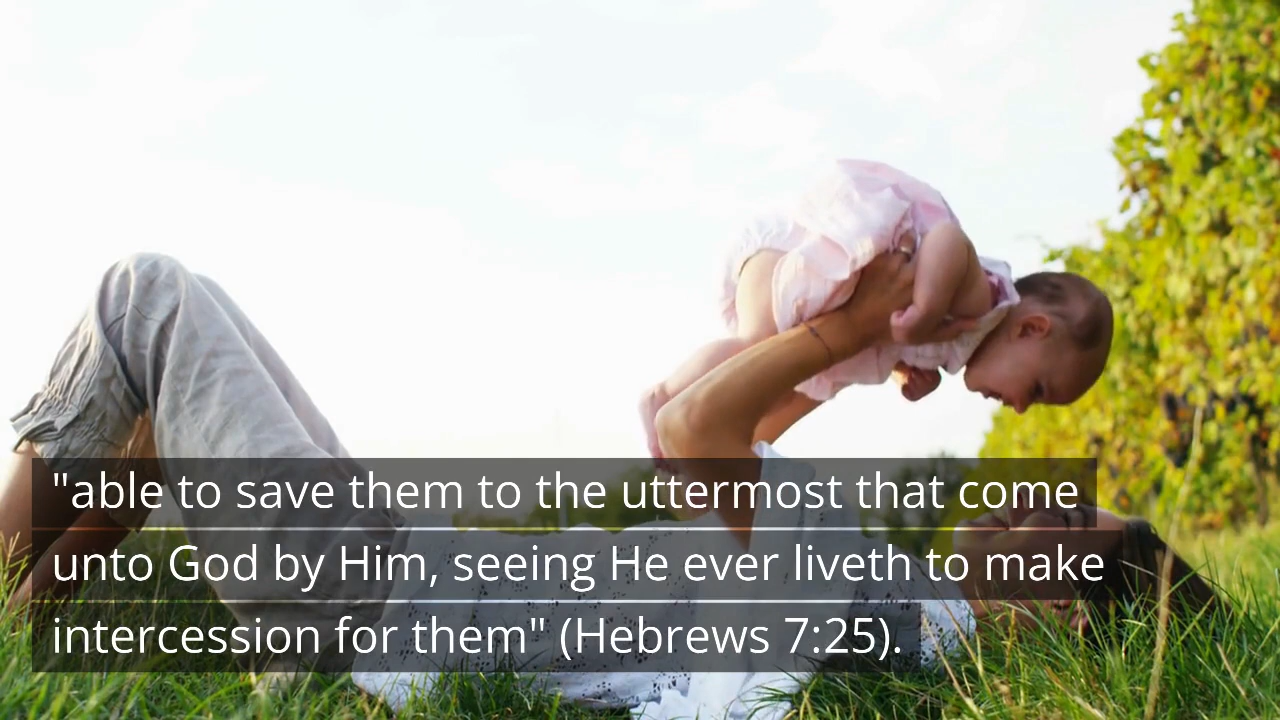 "able to save them to the uttermost that come
unto God by Him, seeing He ever liveth to make
intercession for them" (Hebrews 7:25).